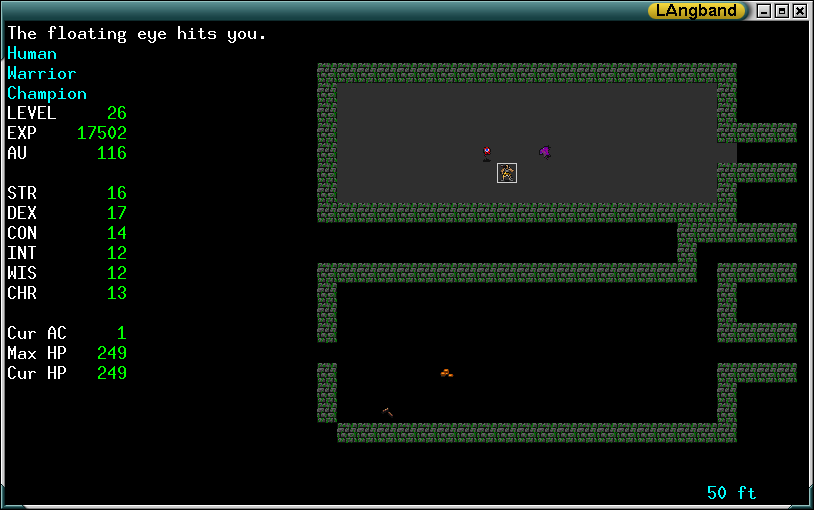 LAngband
The floating eye hits you.
Human
Warrior
Champion
LEVEL 26
EXP 17502
AU 116
STR 16
DEX 17
CON 14
INT 12
WIS 12
CHR 13
Cur AC 1
Max HP 249
Cur HP 249
50 ft